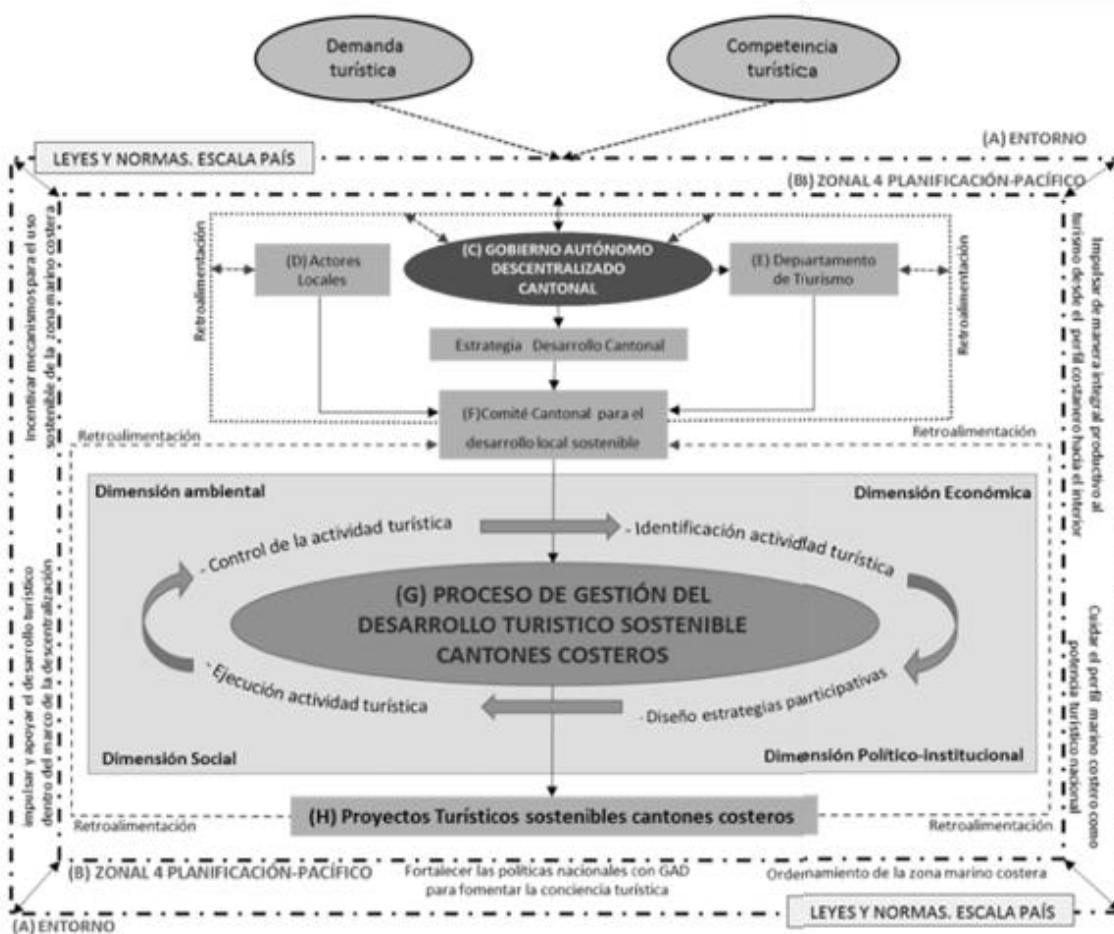 Demanda
turística
Competencia
turística
(A) ENTORNO
LEYES Y NORMAS. ESCALA PAÍS
(B) ZONAL 4 PLANIFICACIÓN-PACÍFICO
Incentivar mecanismos para el uso
sostenible de la zona marino costera
impulsar y apoyar el desarrollo turístico
dentro del marco de la descentralización
Impulsar de manera integral productivo al
turismo desde el perfil costanero hacia el interior
Cuidar el perfil marino costero como
potencia turístico nacional
Retroalimentación
(D) Actores
Locales
(C) GOBIERNO AUTÓNOMO
DESCENTRALIZADO
CANTONAL
(E) Departamento
de Turismo
Retroalimentación
Estrategia Desarrollo Cantonal
(F)Comité Cantonal para el
desarrollo local sostenible
Retroalimentación
Retroalimentación
Dimensión ambiental
Dimensión Económica
- Control de la actividad turística
- Identificación actividad turística
(G) PROCESO DE GESTIÓN DEL
DESARROLLO TURISTICO SOSTENIBLE
CANTONES COSTEROS
- Ejecución actividad turística
-Diseño estrategias participativas
Dimensión Social
Dimensión Político-institucional
(H) Proyectos Turísticos sostenibles cantones costeros
Retroalimentación
Retroalimentación
(B) ZONAL 4 PLANIFICACIÓN-PACÍFICO
Fortalecer las políticas nacionales con GAD
para fomentar la conciencia turística
Ordenamiento de la zona marino costera
LEYES Y NORMAS. ESCALA PAÍS
(A) ENTORNO